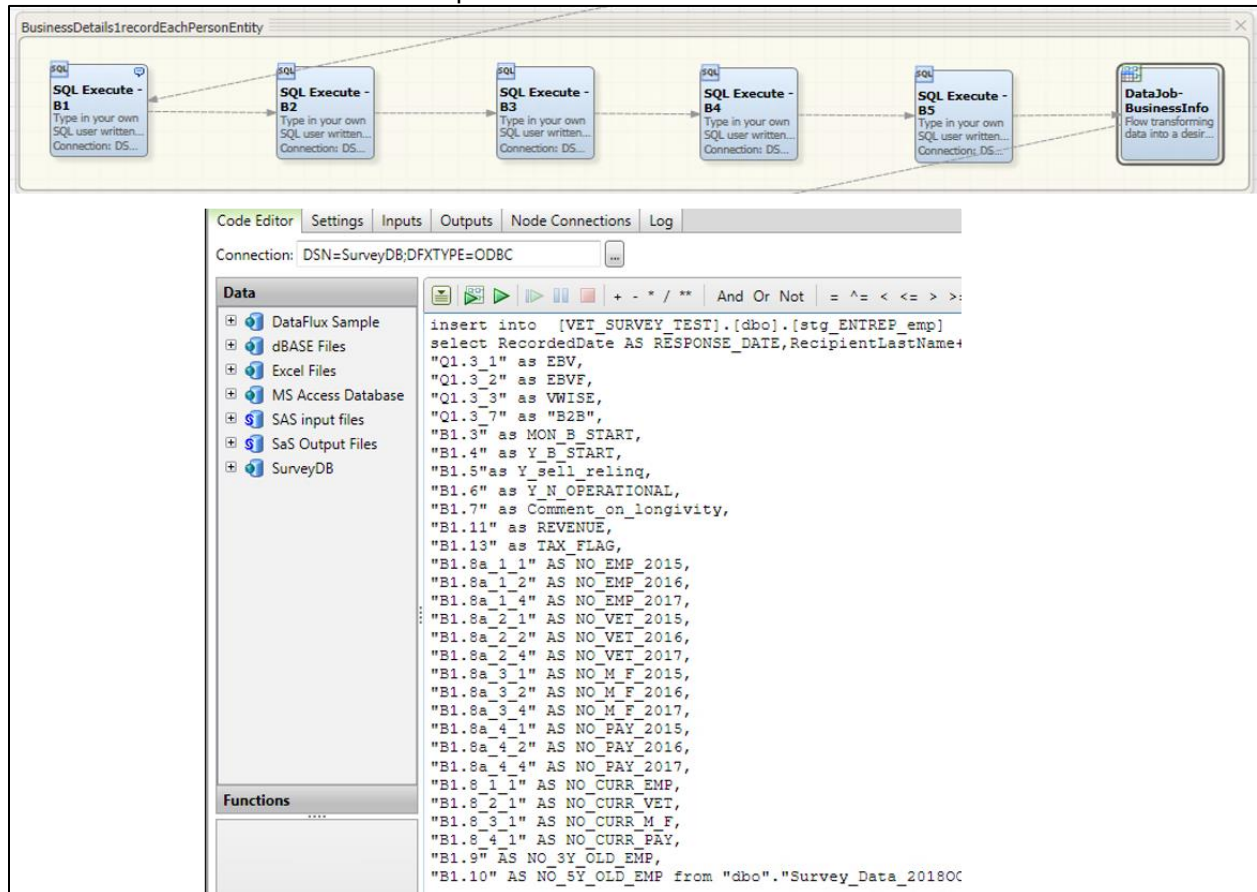 BusinessDetails1recordEachPersonEntity
SQL
SQL Execute -
B1
Type in your own
SQL user written...
Connection: DS...
SQL
SQL Execute -
B2
Type in your own
SQL user written...
Connection: DS...
SQL
SQL Execute -
B3
Type in your own
SQL user written...
Connection: DS...
SQL
SQL Execute -
B4
Type in your own
SQL user written...
Connection: DS...
SQL
SQL Execute -
B5
Type in your own
SQL user written...
Connection: DS...
DataJob-
BusinessInfo
Flow transforming
data into a desir...
Code Editor Settings Inputs Outputs Node Connections Log
Connection: DSN=SurveyDB;DFXTYPE=ODBC ...
Data
DataFlux Sample
dBASE Files
Excel Files
MS Access Database
SAS input files
SaS Output Files
SurveyDB
Functions
+ - * / ** And Or Not = ^= < <= > >=
insert into [VET_SURVEY_TEST].[dbo].[stg_ENTREP_emp]
select RecordedDate AS RESPONSE_DATE,RecipientLastName+
"Q1.3_1" as EBV,
"Q1.3_2" as EBVF,
"Q1.3_3" as VWISE,
"Q1.3_7" as "B2B",
"B1.3" as MON_B_START,
"B1.4" as Y_B_START,
"B1.5"as Y_sell_relinq,
"B1.6" as Y_N_OPERATIONAL,
"B1.7" as Comment_on_longivity,
"B1.11" as REVENUE,
"B1.13" as TAX_FLAG,
"B1.8a_1_1" AS NO_EMP_2015,
"B1.8a_1_2" AS NO_EMP_2016,
"B1.8a_1_4" AS NO_EMP_2017,
"B1.8a_2_1" AS NO_VET_2015,
"B1.8a_2_2" AS NO_VET_2016,
"B1.8a_2_4" AS NO_VET_2017,
"B1.8a_3_1" AS NO_M_F_2015,
"B1.8a_3_2" AS NO_M_F_2016,
"B1.8a_3_4" AS NO_M_F_2017,
"B1.8a_4_1" AS NO_PAY_2015,
"B1.8a_4_2" AS NO_PAY_2016,
"B1.8a_4_4" AS NO_PAY_2017,
"B1.8_1_1" AS NO_CURR_EMP,
"B1.8_2_1" AS NO_CURR_VET,
"B1.8_3_1" AS NO_CURR_M_F,
"B1.8_4_1" AS NO_CURR_PAY,
"B1.9" AS NO_3Y_OLD_EMP,
"B1.10" AS NO_5Y_OLD_EMP from "dbo"."Survey_Data_2018OC